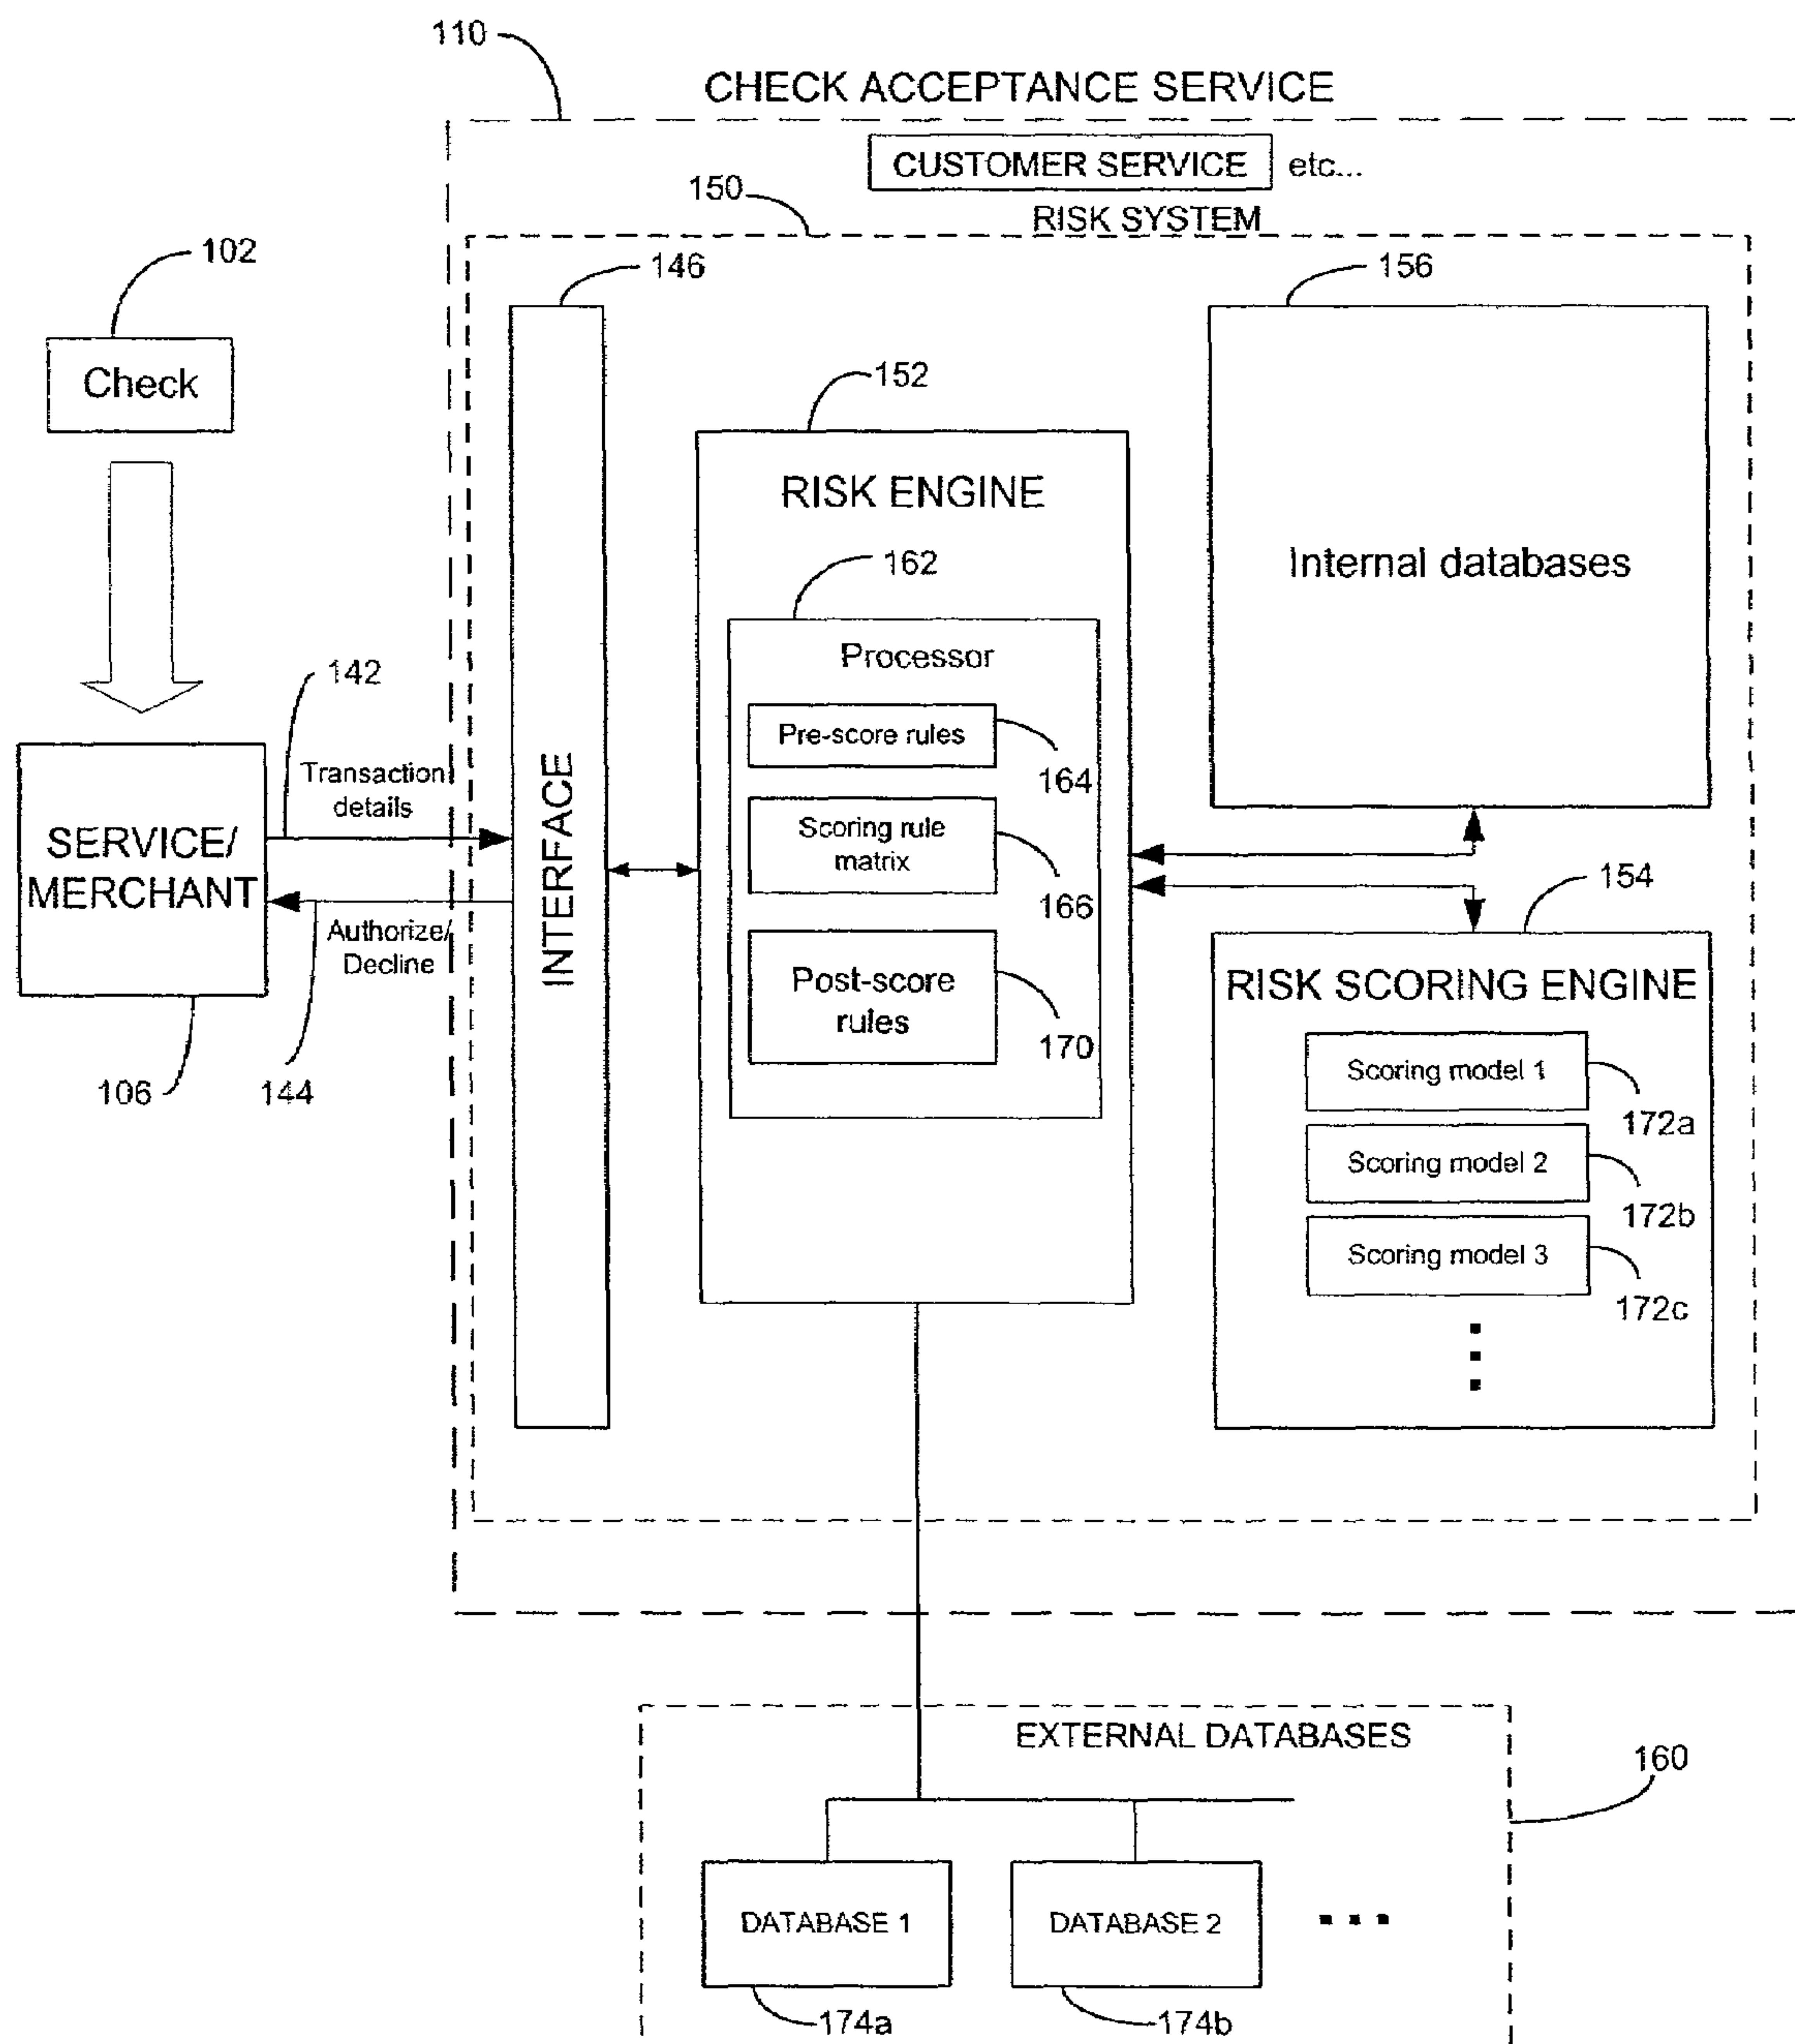 110
CHECK ACCEPTANCE SERVICE
CUSTOMER SERVICE etc...
150
RISK SYSTEM
102
146
156
Check
152
RISK ENGINE
Internal databases
162
Processor
142
Pre-score rules
164
Transaction
details
SERVICE/
MERCHANT
INTERFACE
Scoring rule
matrix
166
154
Authorize/
Decline
RISK SCORING ENGINE
Post-score
rules
170
106
144
Scoring model 1
172a
Scoring model 2
172b
Scoring model 3
172c
EXTERNAL DATABASES
160
DATABASE 1
DATABASE 2
174a
174b